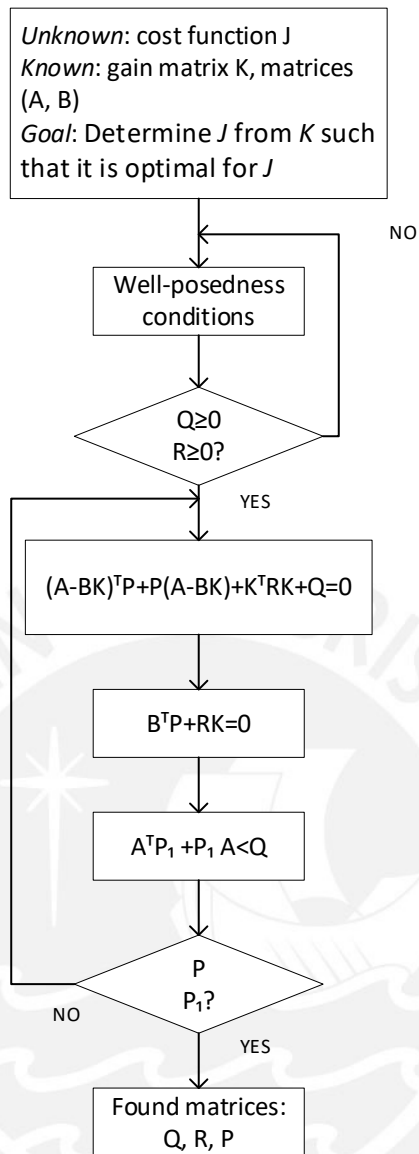 Unknown: cost function J
Known: gain matrix K, matrices
(A, B)
Goal: Determine J from K such
that it is optimal for J
NO
Well-posedness
conditions
Q≥0
R≥0?
YES
(A-BK)ᵀP+P(A-BK)+KᵀRK+Q=0
BᵀP+RK=0
AᵀP₁ +P₁ A<Q
P
P₁?
NO
YES
Found matrices:
Q, R, P